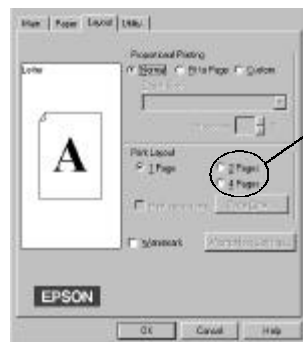 Main Paper Layout Utility
Letter
Proportional Printing
Normal Fit to Page Custom
A
Print Layout
1 Page
2 Pages
4 Pages
Watermark
EPSON
OK Cancel Help